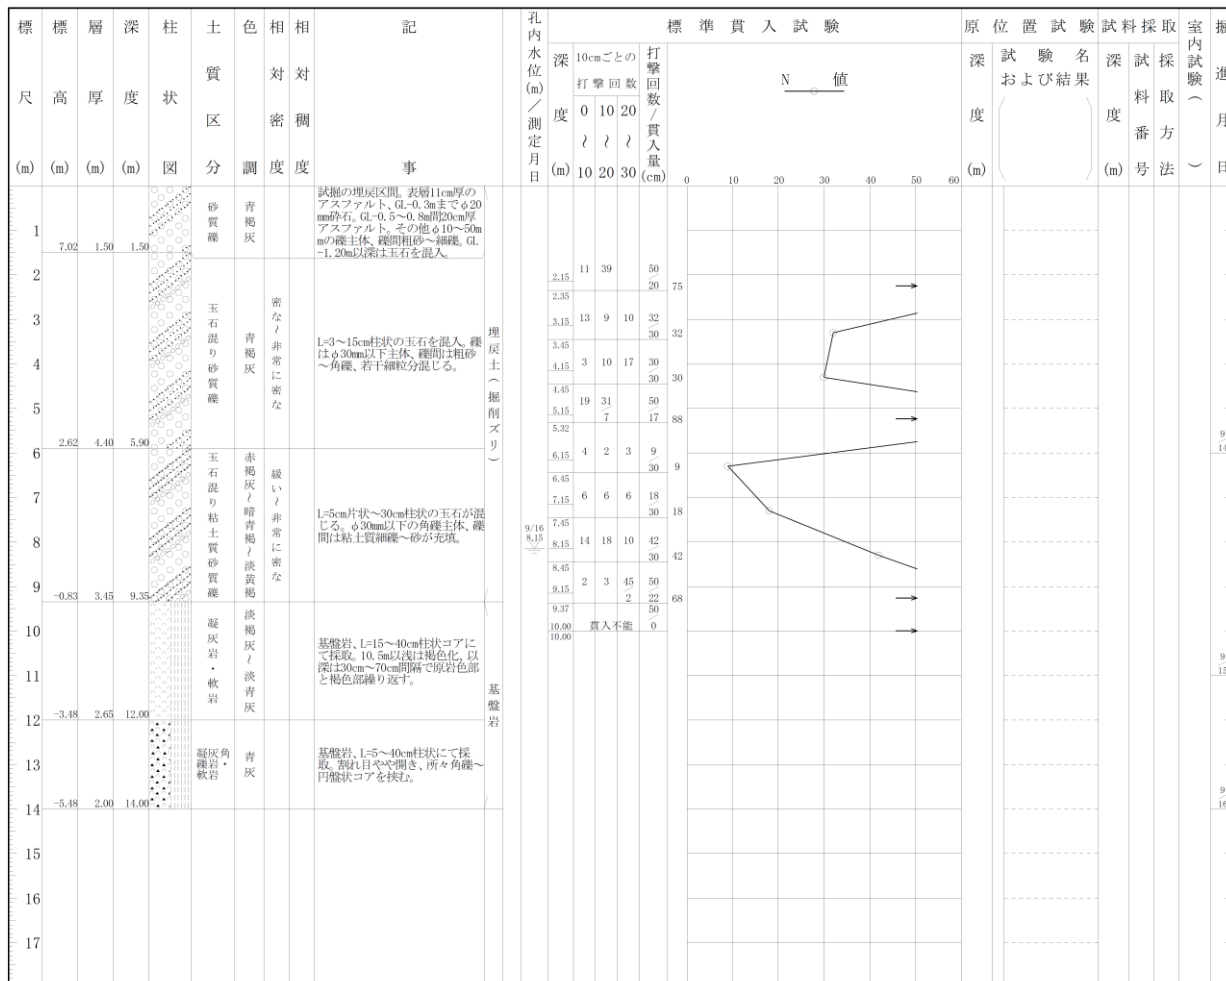 標尺(m)
標高(m)
層厚(m)
深度(m)
柱状図
土質区分
色調
相対密度
相対稠度
記事
孔内水位(m)/測定月日
標準貫入試験
深度(m)
10cmごとの
打撃回数
0～10
10～20
20～30
打撃回数/貫入量(cm)
N 値
0 10 20 30 40 50 60
原位置試験
深度(m)
試験名
および結果
試料採取
深度(m)
試料番号
採取方法
室内試験()
掘進月日
1
7.02 1.50 1.50
砂質礫
青褐灰
試掘の埋戻区間。表層11cm厚の
アスファルト、GL-0.3mまでφ20
mm砕石。GL-0.5～0.8m間20cm厚
アスファルト。その他φ10～50m
mの礫主体、礫間粗砂～細礫。GL
-1.20m以深は玉石を混入。
2
3
4
5
2.62 4.40 5.90
玉石混り砂質礫
青褐灰
密な～非常に密な
L=3～15cm柱状の玉石を混入。礫
はφ30mm以下主体、礫間は粗砂
～角礫、若干細粒分混じる。
埋戻土(掘削ズリ)
6
7
8
9
-0.83 3.45 9.35
玉石混り粘土質砂質礫
赤褐灰～暗青褐～淡黄褐
緩い～非常に密な
L=5cm片状～30cm柱状の玉石が混
じる。φ30mm以下の角礫主体、礫
間は粘土質細礫～砂が充填。
9/16
8.15
10
11
-3.48 2.65 12.00
凝灰岩・軟岩
淡褐灰～淡青灰
基盤岩、L=15～40cm柱状コアに
て採取。10.5m以浅は褐色化、以
深は30cm～70cm間隔で原岩色部
と褐色部繰り返す。
基盤岩
12
13
14
-5.48 2.00 14.00
凝灰角
礫岩・
軟岩
青灰
基盤岩、L=5～40cm柱状にて採
取。割れ目やや開き、所々角礫～
円盤状コアを挟む。
15
16
17
2.15 11 39 50/20 75
2.35
3.15 13 9 10 32/30 32
3.45
4.15 3 10 17 30/30 30
4.45
5.15 19 31/7 50/17 88
5.32
6.15 4 2 3 9/30 9
6.45
7.15 6 6 6 18/30 18
7.45
8.15 14 18 10 42/30 42
8.45
9.15 2 3 45/2 50/22 68
9.37
10.00 貫入不能 50/0
10.00
9/14
9/15
9/16